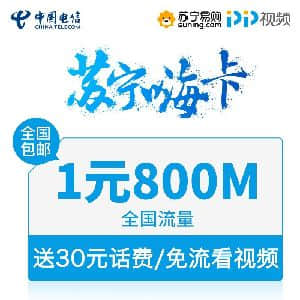 中国电信
CHINA TELECOM
苏宁易购
suning.com
PP视频
苏宁嗨卡
全国
包邮
1元800M
全国流量
送30元话费/免流看视频